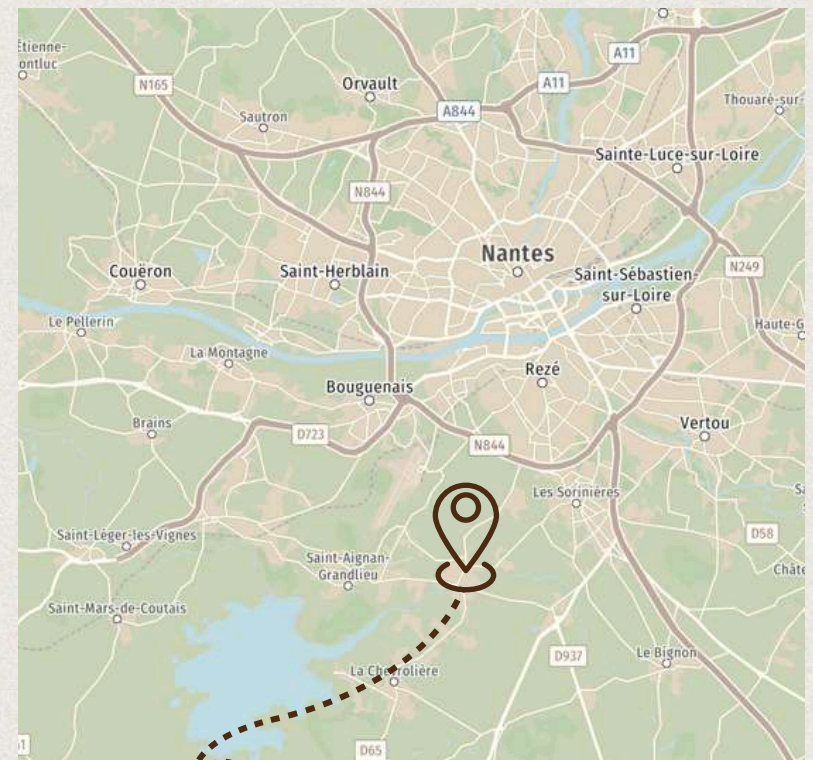 Étienne-
ontluc
N165
Orvault
A11
A11
Thouaré-sur-
A844
Sautron
Sainte-Luce-sur-Loire
N844
Nantes
N249
Couëron
Saint-Herblain
Saint-Sébastien-
sur-Loire
Le Pellerin
Haute-G
La Montagne
Rezé
Bouguenais
Brains
D723
N844
Vertou
Les Sorinières
Sa
Saint-Léger-les-Vignes
D58
Saint-Aignan-
Grandlieu
Châte
Saint-Mars-de-Coutais
D937
Le Bignon
La Chevrolière
D65